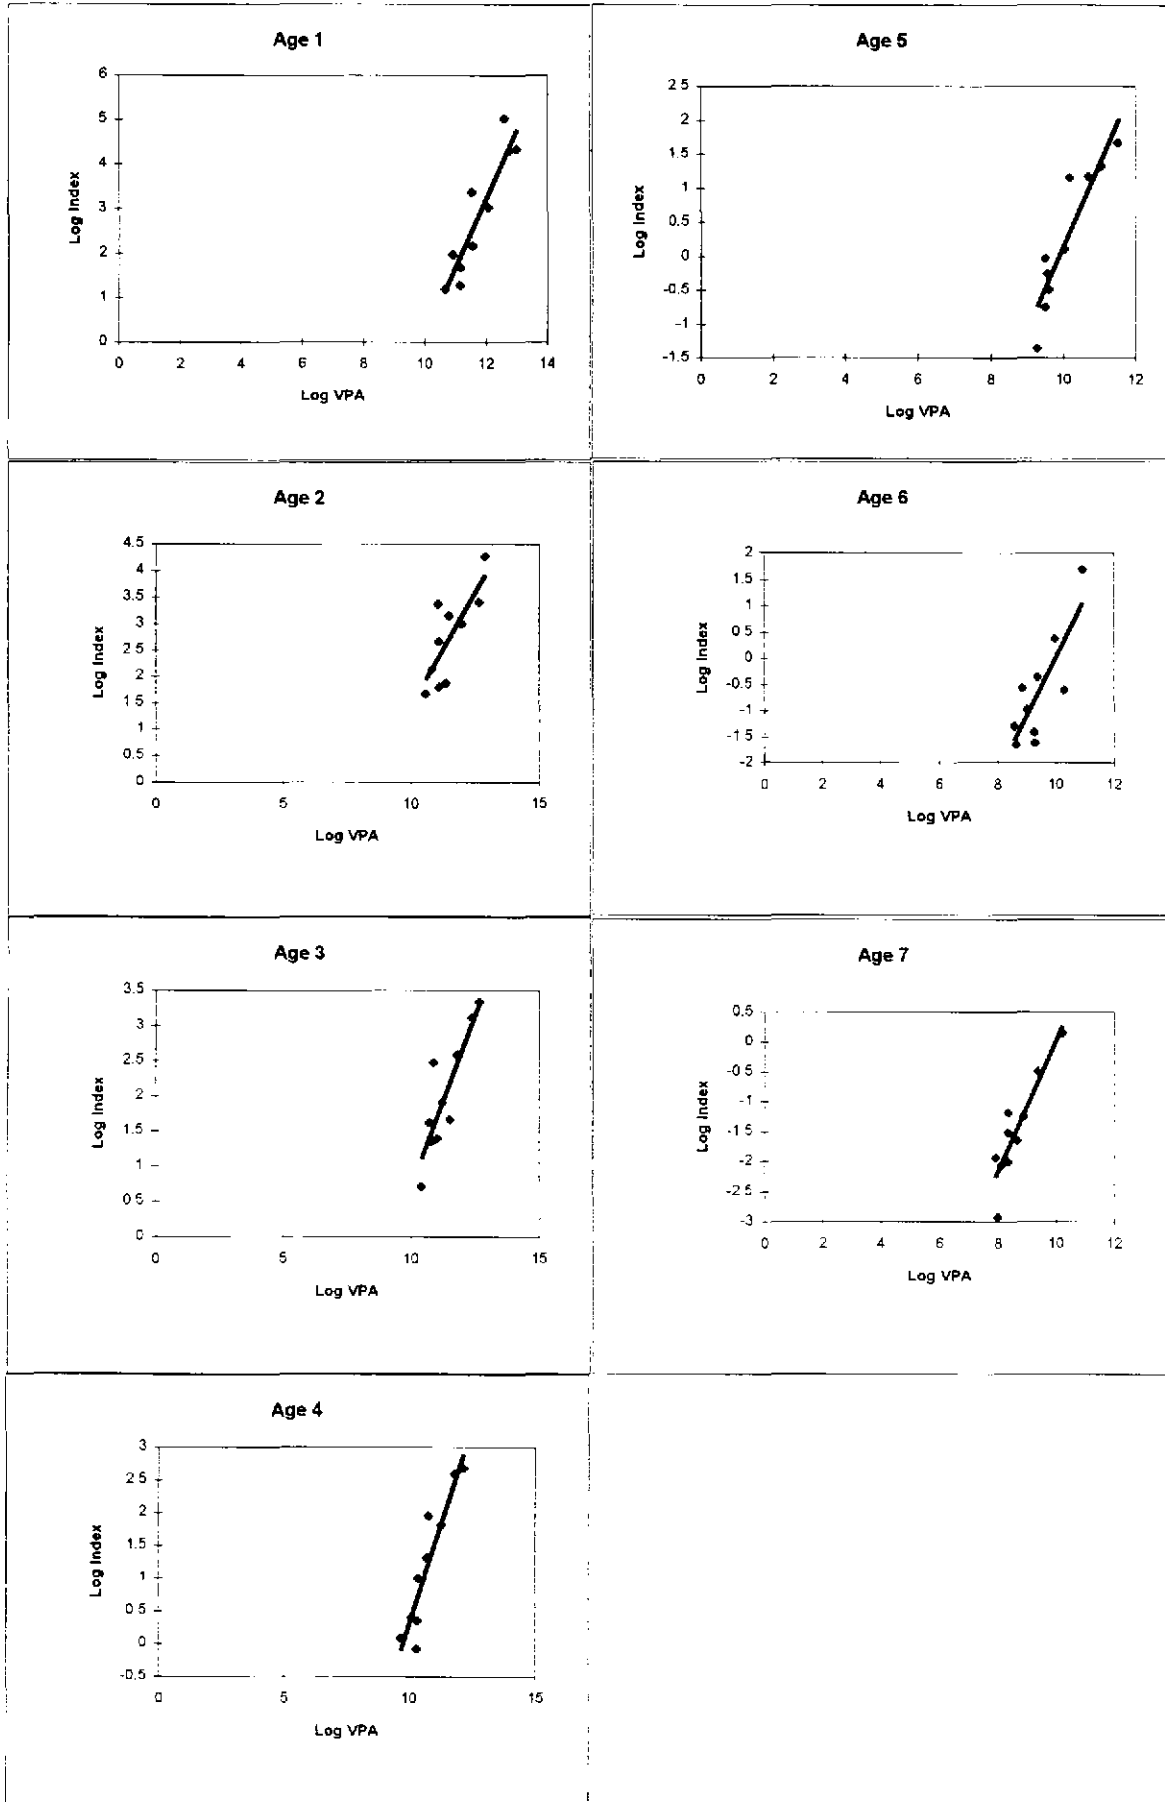 Age 1
6
5
4
3
2
1
0
Log Index
0 2 4 6 8 10 12 14
Log VPA
Age 5
2 5
2
1.5
1
0.5
0
-0.5
-1
-1.5
Log Index
0 2 4 6 8 10 12
Log VPA
Age 2
4.5
4
3.5
3
2.5
2
1.5
1
0.5
0
Log Index
0 5 10 15
Log VPA
Age 6
2
1.5
1
0.5
0
-0.5
-1
-1 5
-2
Log Index
0 2 4 6 8 10 12
Log VPA
Age 3
3.5
3
2.5
2
1.5
1
0 5
0
Log Index
0 5 10 15
Log VPA
Age 7
0.5
0
-0.5
-1
-1.5
-2
-2 5
-3
Log Index
0 2 4 6 8 10 12
Log VPA
Age 4
3
2.5
2
1.5
1
0 5
0
-0.5
Log Index
0 5 10 15
Log VPA